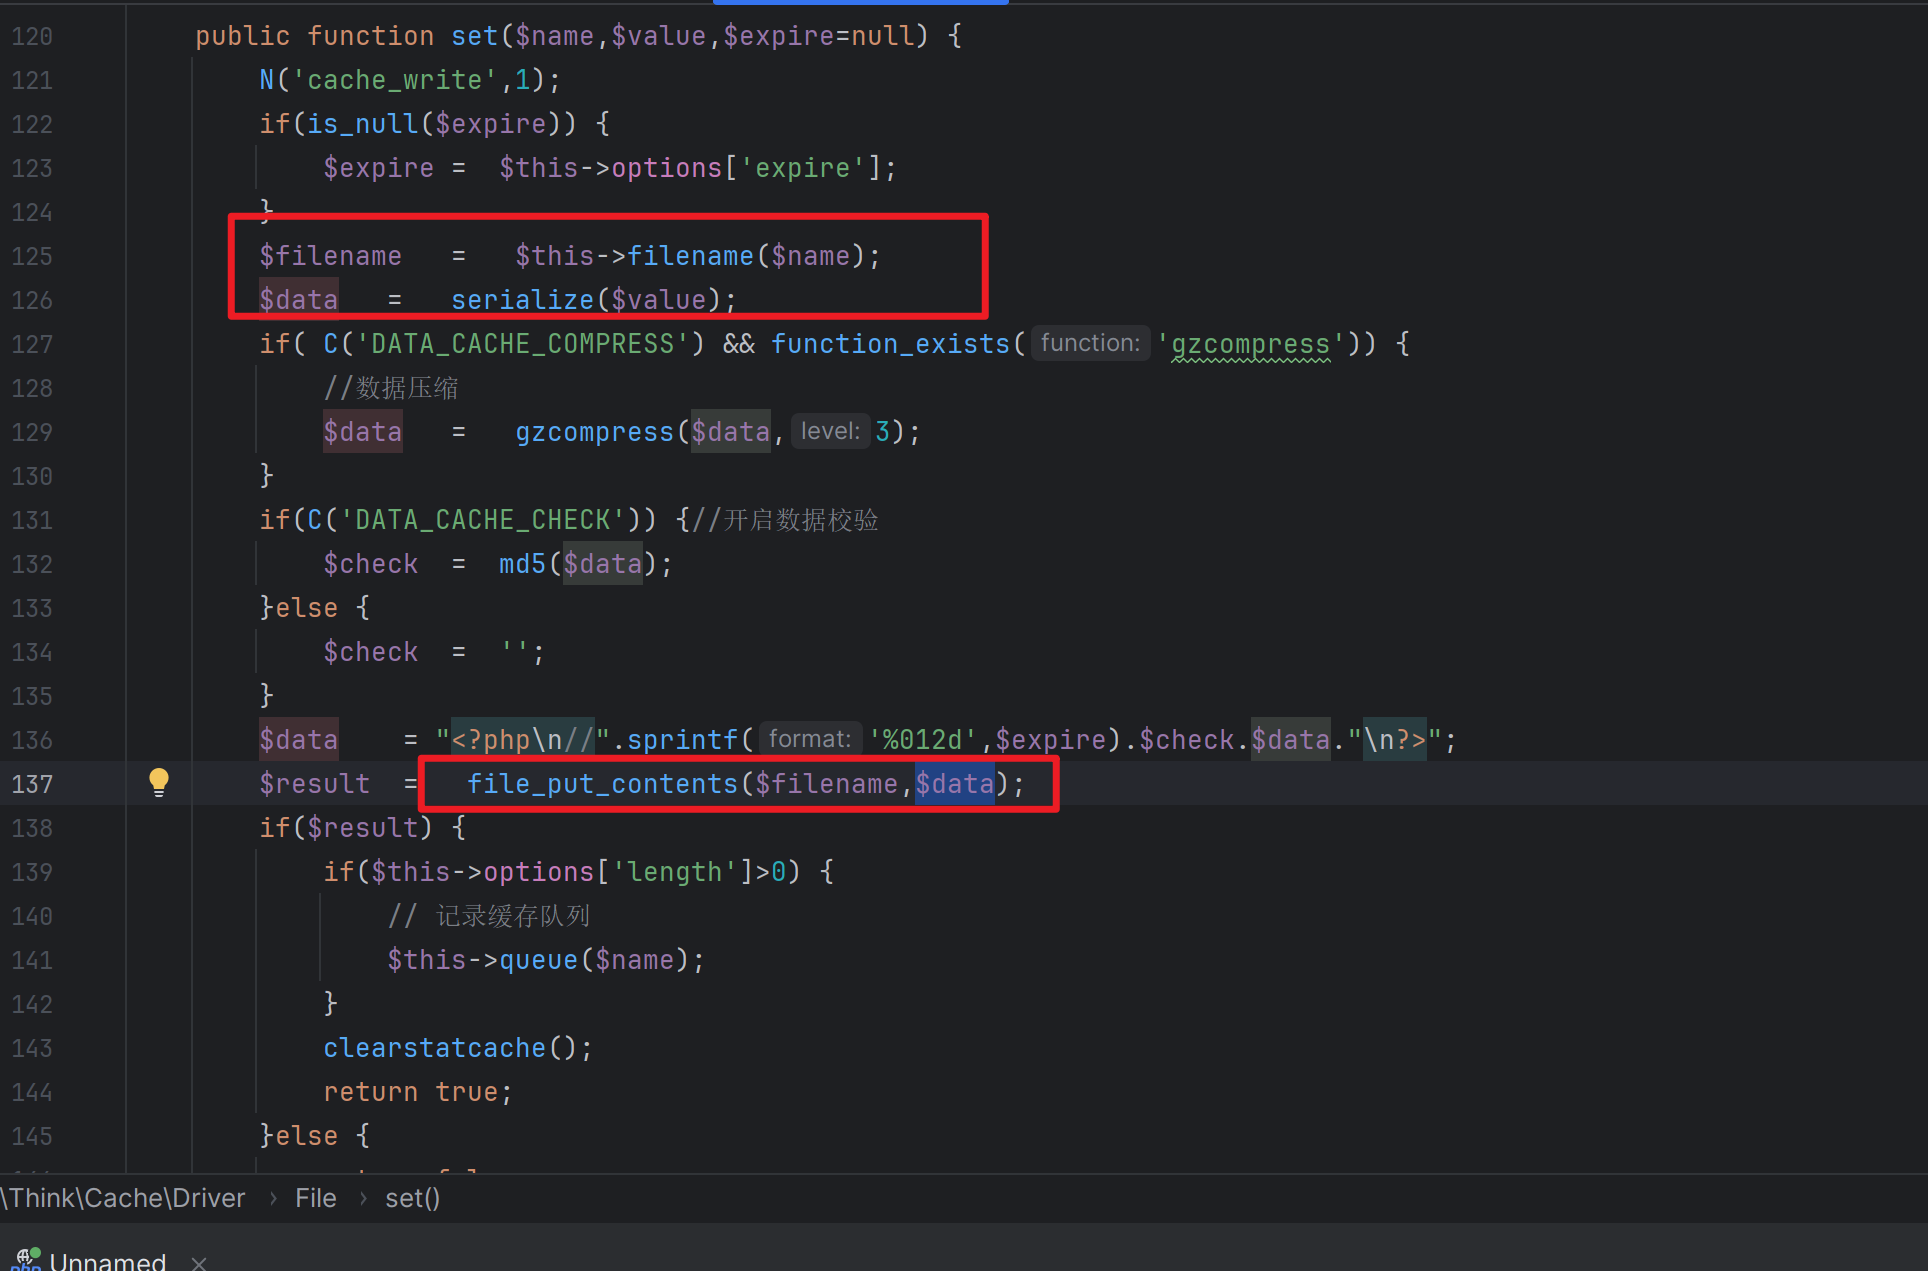 120 public function set($name,$value,$expire=null) {
121 N('cache_write',1);
122 if(is_null($expire)) {
123 $expire = $this->options['expire'];
124 }
125 $filename = $this->filename($name);
126 $data = serialize($value);
127 if( C('DATA_CACHE_COMPRESS') && function_exists( function: 'gzcompress')) {
128 //数据压缩
129 $data = gzcompress($data, level: 3);
130 }
131 if(C('DATA_CACHE_CHECK')) {//开启数据校验
132 $check = md5($data);
133 }else {
134 $check = '';
135 }
136 $data = "<?php\n//".sprintf( format: '%012d',$expire).$check.$data."\n?>";
137 $result = file_put_contents($filename,$data);
138 if($result) {
139 if($this->options['length']>0) {
140 // 记录缓存队列
141 $this->queue($name);
142 }
143 clearstatcache();
144 return true;
145 }else {
\Think\Cache\Driver › File › set()
php Unnamed ×